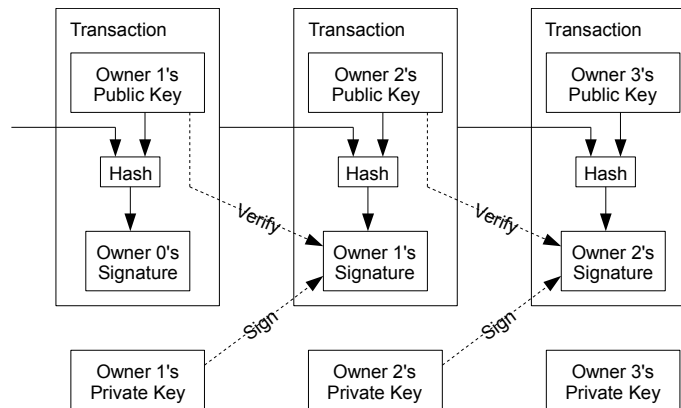 Transaction
Owner 1's
Public Key
Hash
Owner 0's
Signature
Verify
Transaction
Owner 2's
Public Key
Hash
Owner 1's
Signature
Verify
Transaction
Owner 3's
Public Key
Hash
Owner 2's
Signature
Owner 1's
Private Key
Sign
Owner 2's
Private Key
Sign
Owner 3's
Private Key